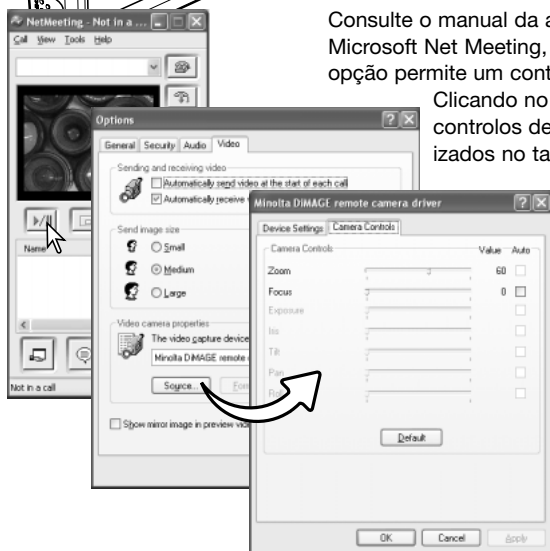 Consulte o manual da
Microsoft Net Meeting,
opção permite um
Clicando no
controlos de
izados no
NetMeeting - Not in a ...
Call View Tools Help
Name
Not in a call
Options
General Security Audio Video
Sending and receiving video
Automatically send video at the start of each call
Automatically receive
Send image size
Small
Medium
Large
Video camera properties
The video capture device
Minolta DiMAGE remote
Source...
Show mirror image in preview
Minolta DiMAGE remote camera driver
Device Settings Camera Controls
Camera Controls Value Auto
Zoom 60
Focus 0
Exposure
Iris
Tilt
Pan
Default
OK Cancel Apply